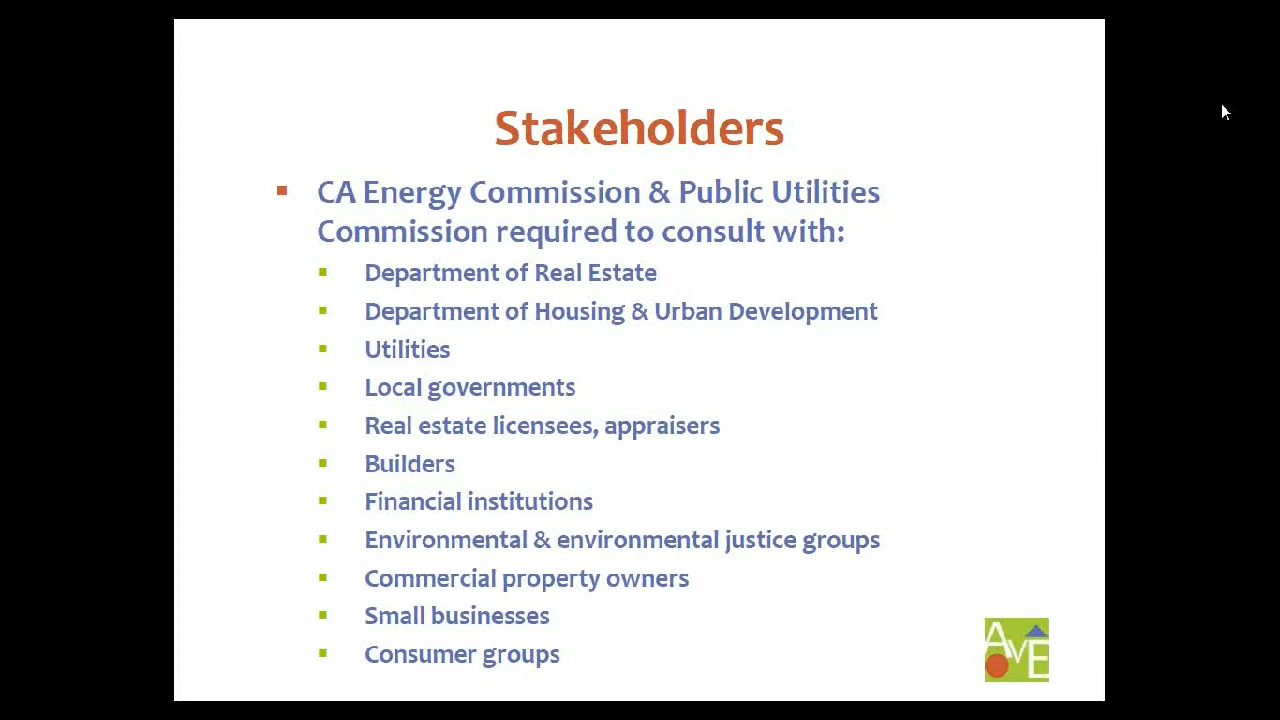 Stakeholders
CA Energy Commission & Public Utilities
Commission required to consult with:
Department of Real Estate
Department of Housing & Urban Development
Utilities
Local governments
Real estate licensees, appraisers
Builders
Financial institutions
Environmental & environmental justice groups
Commercial property owners
Small businesses
Consumer groups
AvE